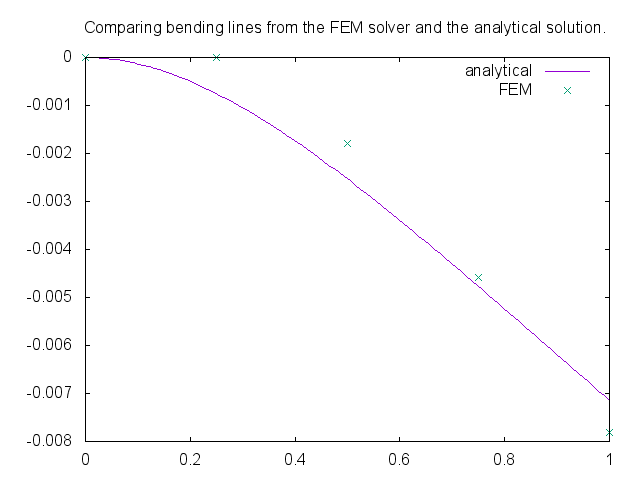 Comparing bending lines from the FEM solver and the analytical solution.
analytical
FEM
0
-0.001
-0.002
-0.003
-0.004
-0.005
-0.006
-0.007
-0.008
0 0.2 0.4 0.6 0.8 1